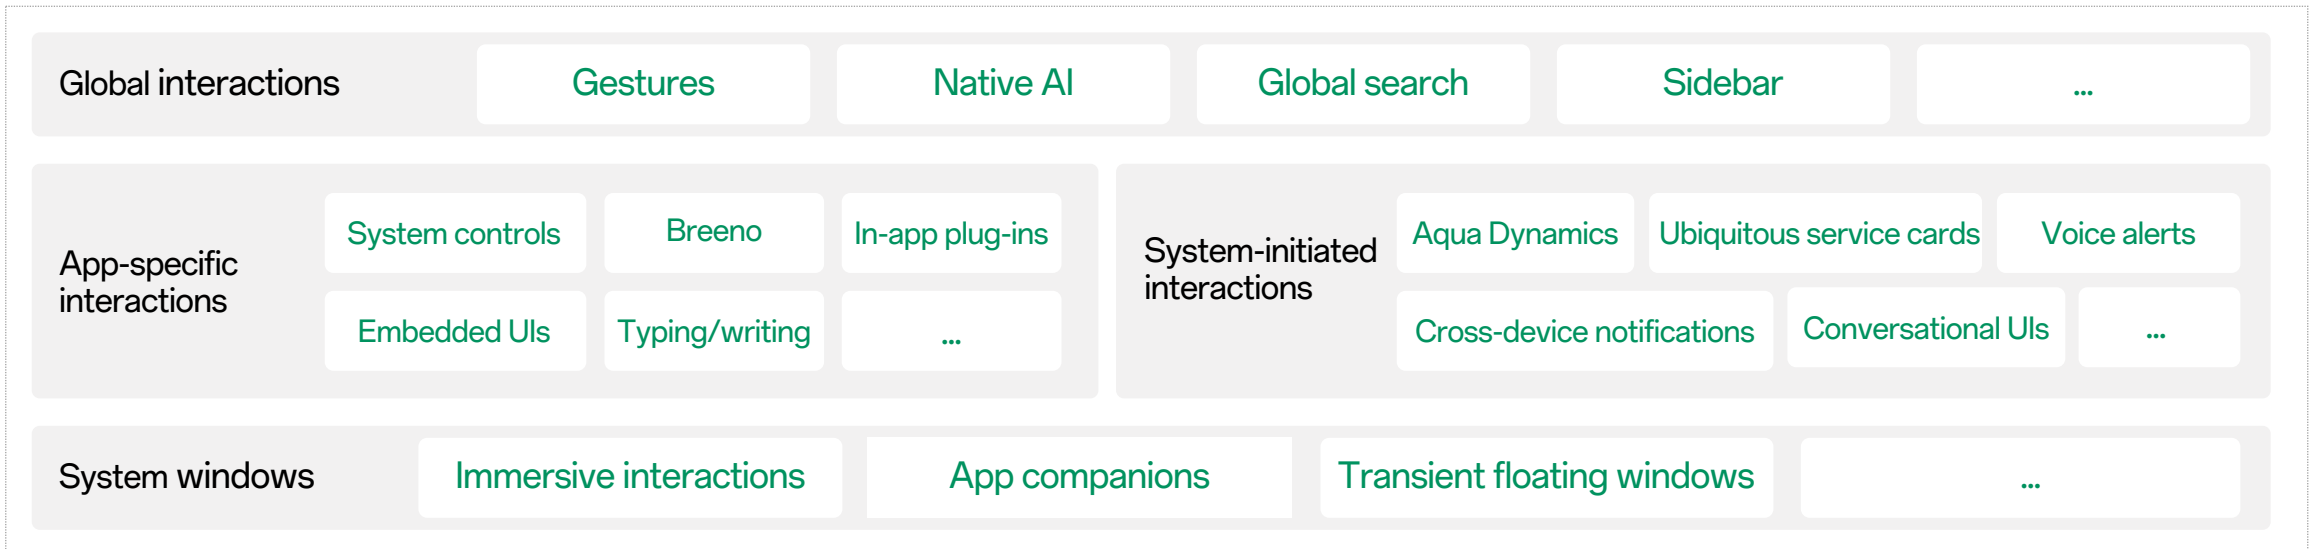 Global interactions
Gestures
Native AI
Global search
Sidebar
...
App-specific
interactions
System controls
Breeno
In-app plug-ins
Embedded UIs
Typing/writing
...
System-initiated
interactions
Aqua Dynamics
Ubiquitous service cards
Voice alerts
Cross-device notifications
Conversational UIs
...
System windows
Immersive interactions
App companions
Transient floating windows
...